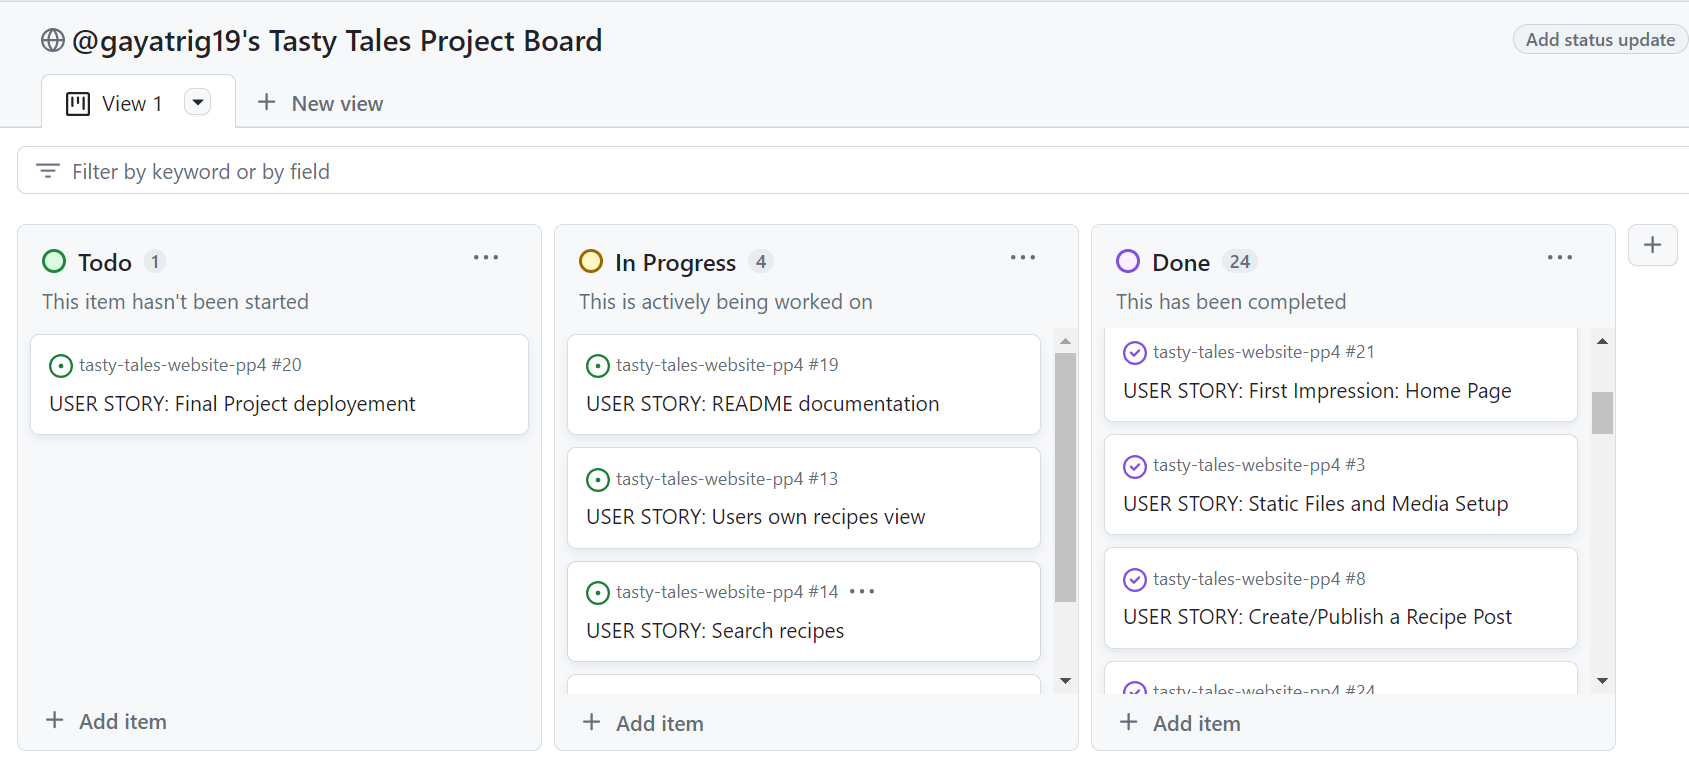 @gayatrig19's Tasty Tales Project Board
Add status update
View 1
New view
Filter by keyword or by field
Todo 1
This item hasn't been started
tasty-tales-website-pp4 #20
USER STORY: Final Project deployement
Add item
In Progress 4
This is actively being worked on
tasty-tales-website-pp4 #19
USER STORY: README documentation
tasty-tales-website-pp4 #13
USER STORY: Users own recipes view
tasty-tales-website-pp4 #14
USER STORY: Search recipes
Add item
Done 24
This has been completed
tasty-tales-website-pp4 #21
USER STORY: First Impression: Home Page
tasty-tales-website-pp4 #3
USER STORY: Static Files and Media Setup
tasty-tales-website-pp4 #8
USER STORY: Create/Publish a Recipe Post
tasty-tales-website-pp4 #24
Add item